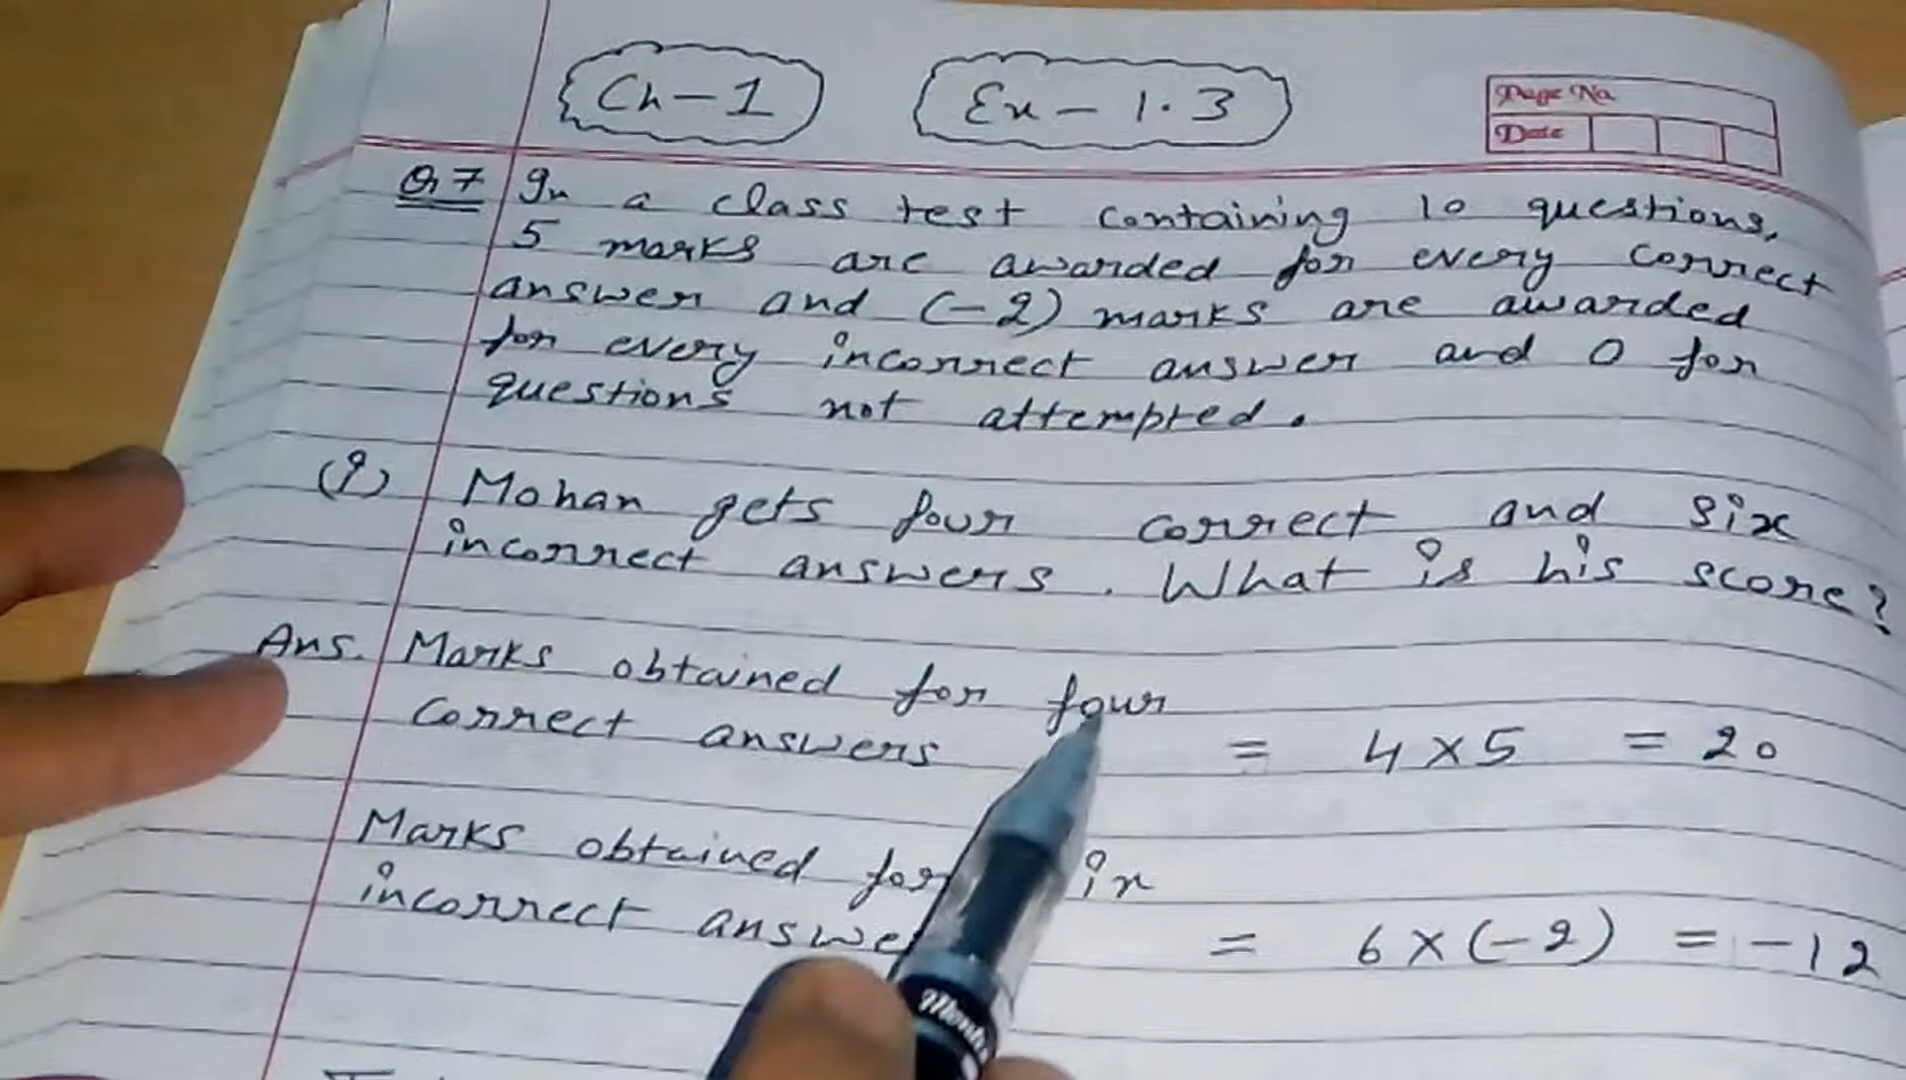 Ch-1
Ex-1.3
Page No.
Date
Q.7 In a class test containing 10 questions,
5 marks are awarded for every correct
answer and (-2) marks are awarded
for every incorrect answer and 0 for
questions not attempted.
(i) Mohan gets four correct and six
incorrect answers. What is his score?
Ans. Marks obtained for four
correct answers = 4 × 5 = 20
Marks obtained for
incorrect = 6 × (-2) = -12